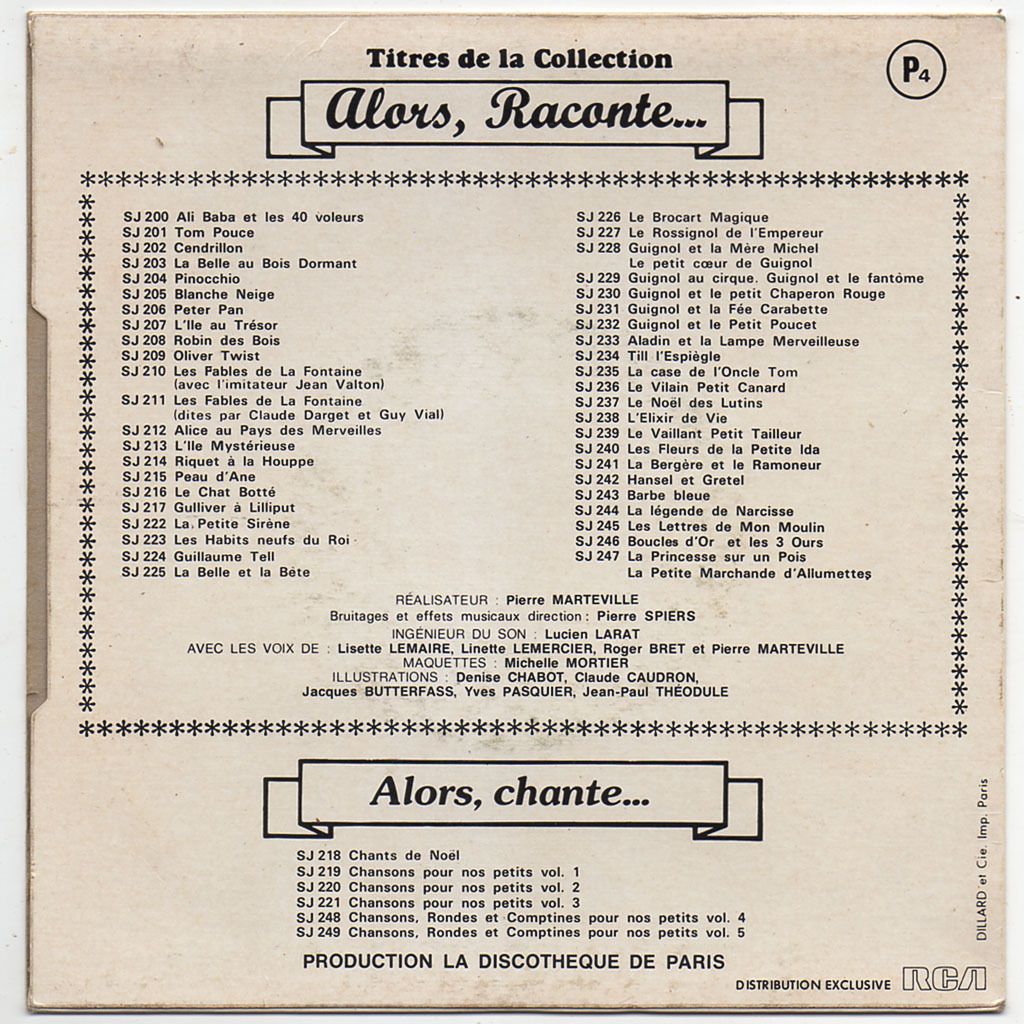 Titres de la Collection
P4
Alors, Raconte...
SJ 200 Ali Baba et les 40 voleurs
SJ 201 Tom Pouce
SJ 202 Cendrillon
SJ 203 La Belle au Bois Dormant
SJ 204 Pinocchio
SJ 205 Blanche Neige
SJ 206 Peter Pan
SJ 207 L'Ile au Trésor
SJ 208 Robin des Bois
SJ 209 Oliver Twist
SJ 210 Les Fables de La Fontaine
(avec l'imitateur Jean Valton)
SJ 211 Les Fables de La Fontaine
(dites par Claude Darget et Guy Vial)
SJ 212 Alice au Pays des Merveilles
SJ 213 L'Ile Mystérieuse
SJ 214 Riquet à la Houppe
SJ 215 Peau d'Ane
SJ 216 Le Chat Botté
SJ 217 Gulliver à Lilliput
SJ 222 La Petite Sirène
SJ 223 Les Habits neufs du Roi
SJ 224 Guillaume Tell
SJ 225 La Belle et la Bête
SJ 226 Le Brocart Magique
SJ 227 Le Rossignol de l'Empereur
SJ 228 Guignol et la Mère Michel
Le petit cœur de Guignol
SJ 229 Guignol au cirque. Guignol et le fantôme
SJ 230 Guignol et le petit Chaperon Rouge
SJ 231 Guignol et la Fée Carabette
SJ 232 Guignol et le Petit Poucet
SJ 233 Aladin et la Lampe Merveilleuse
SJ 234 Till l'Espiègle
SJ 235 La case de l'Oncle Tom
SJ 236 Le Vilain Petit Canard
SJ 237 Le Noël des Lutins
SJ 238 L'Elixir de Vie
SJ 239 Le Vaillant Petit Tailleur
SJ 240 Les Fleurs de la Petite Ida
SJ 241 La Bergère et le Ramoneur
SJ 242 Hansel et Gretel
SJ 243 Barbe bleue
SJ 244 La légende de Narcisse
SJ 245 Les Lettres de Mon Moulin
SJ 246 Boucles d'Or et les 3 Ours
SJ 247 La Princesse sur un Pois
La Petite Marchande d'Allumettes
RÉALISATEUR : Pierre MARTEVILLE
Bruitages et effets musicaux direction : Pierre SPIERS
INGÉNIEUR DU SON : Lucien LARAT
AVEC LES VOIX DE : Lisette LEMAIRE, Linette LEMERCIER, Roger BRET et Pierre MARTEVILLE
MAQUETTES : Michelle MORTIER
ILLUSTRATIONS : Denise CHABOT, Claude CAUDRON,
Jacques BUTTERFASS, Yves PASQUIER, Jean-Paul THÉODULE
Alors, chante...
SJ 218 Chants de Noël
SJ 219 Chansons pour nos petits vol. 1
SJ 220 Chansons pour nos petits vol. 2
SJ 221 Chansons pour nos petits vol. 3
SJ 248 Chansons, Rondes et Comptines pour nos petits vol. 4
SJ 249 Chansons, Rondes et Comptines pour nos petits vol. 5
PRODUCTION LA DISCOTHEQUE DE PARIS
DISTRIBUTION EXCLUSIVE RCA
DILLARD et Cie. Imp. Paris